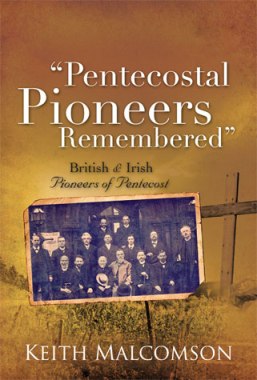 “Pentecostal
Pioneers
Remembered”
British & Irish
Pioneers of Pentecost
KEITH MALCOMSON